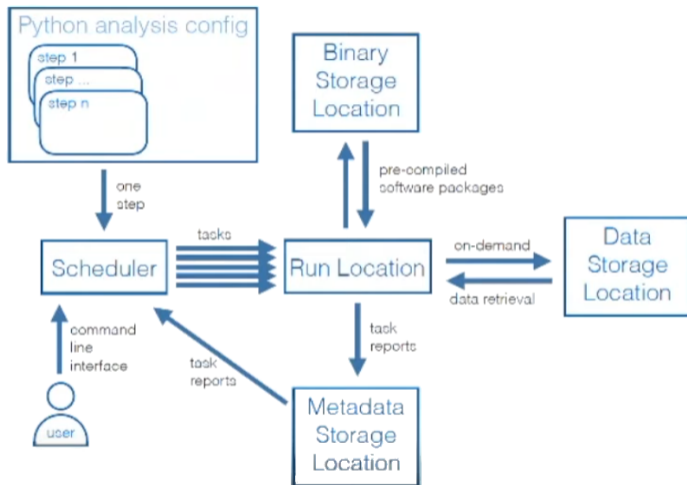 Python analysis config
step 1
step ...
step n
Binary
Storage
Location
pre-compiled
software packages
one
step
tasks
Scheduler
Run Location
on-demand
data retrieval
Data
Storage
Location
command
line
interface
task
reports
task
reports
user
Metadata
Storage
Location